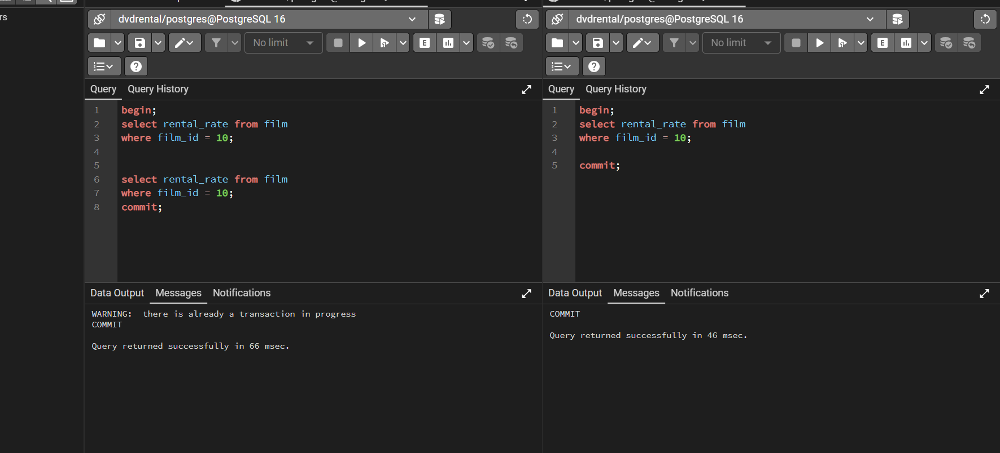 rs
dvdrental/postgres@PostgreSQL 16
No limit
E
Query Query History
1 begin;
2 select rental_rate from film
3 where film_id = 10;
4
5
6 select rental_rate from film
7 where film_id = 10;
8 commit;
Data Output Messages Notifications
WARNING:  there is already a transaction in progress
COMMIT
Query returned successfully in 66 msec.
dvdrental/postgres@PostgreSQL 16
No limit
E
Query Query History
1 begin;
2 select rental_rate from film
3 where film_id = 10;
4
5 commit;
Data Output Messages Notifications
COMMIT
Query returned successfully in 46 msec.